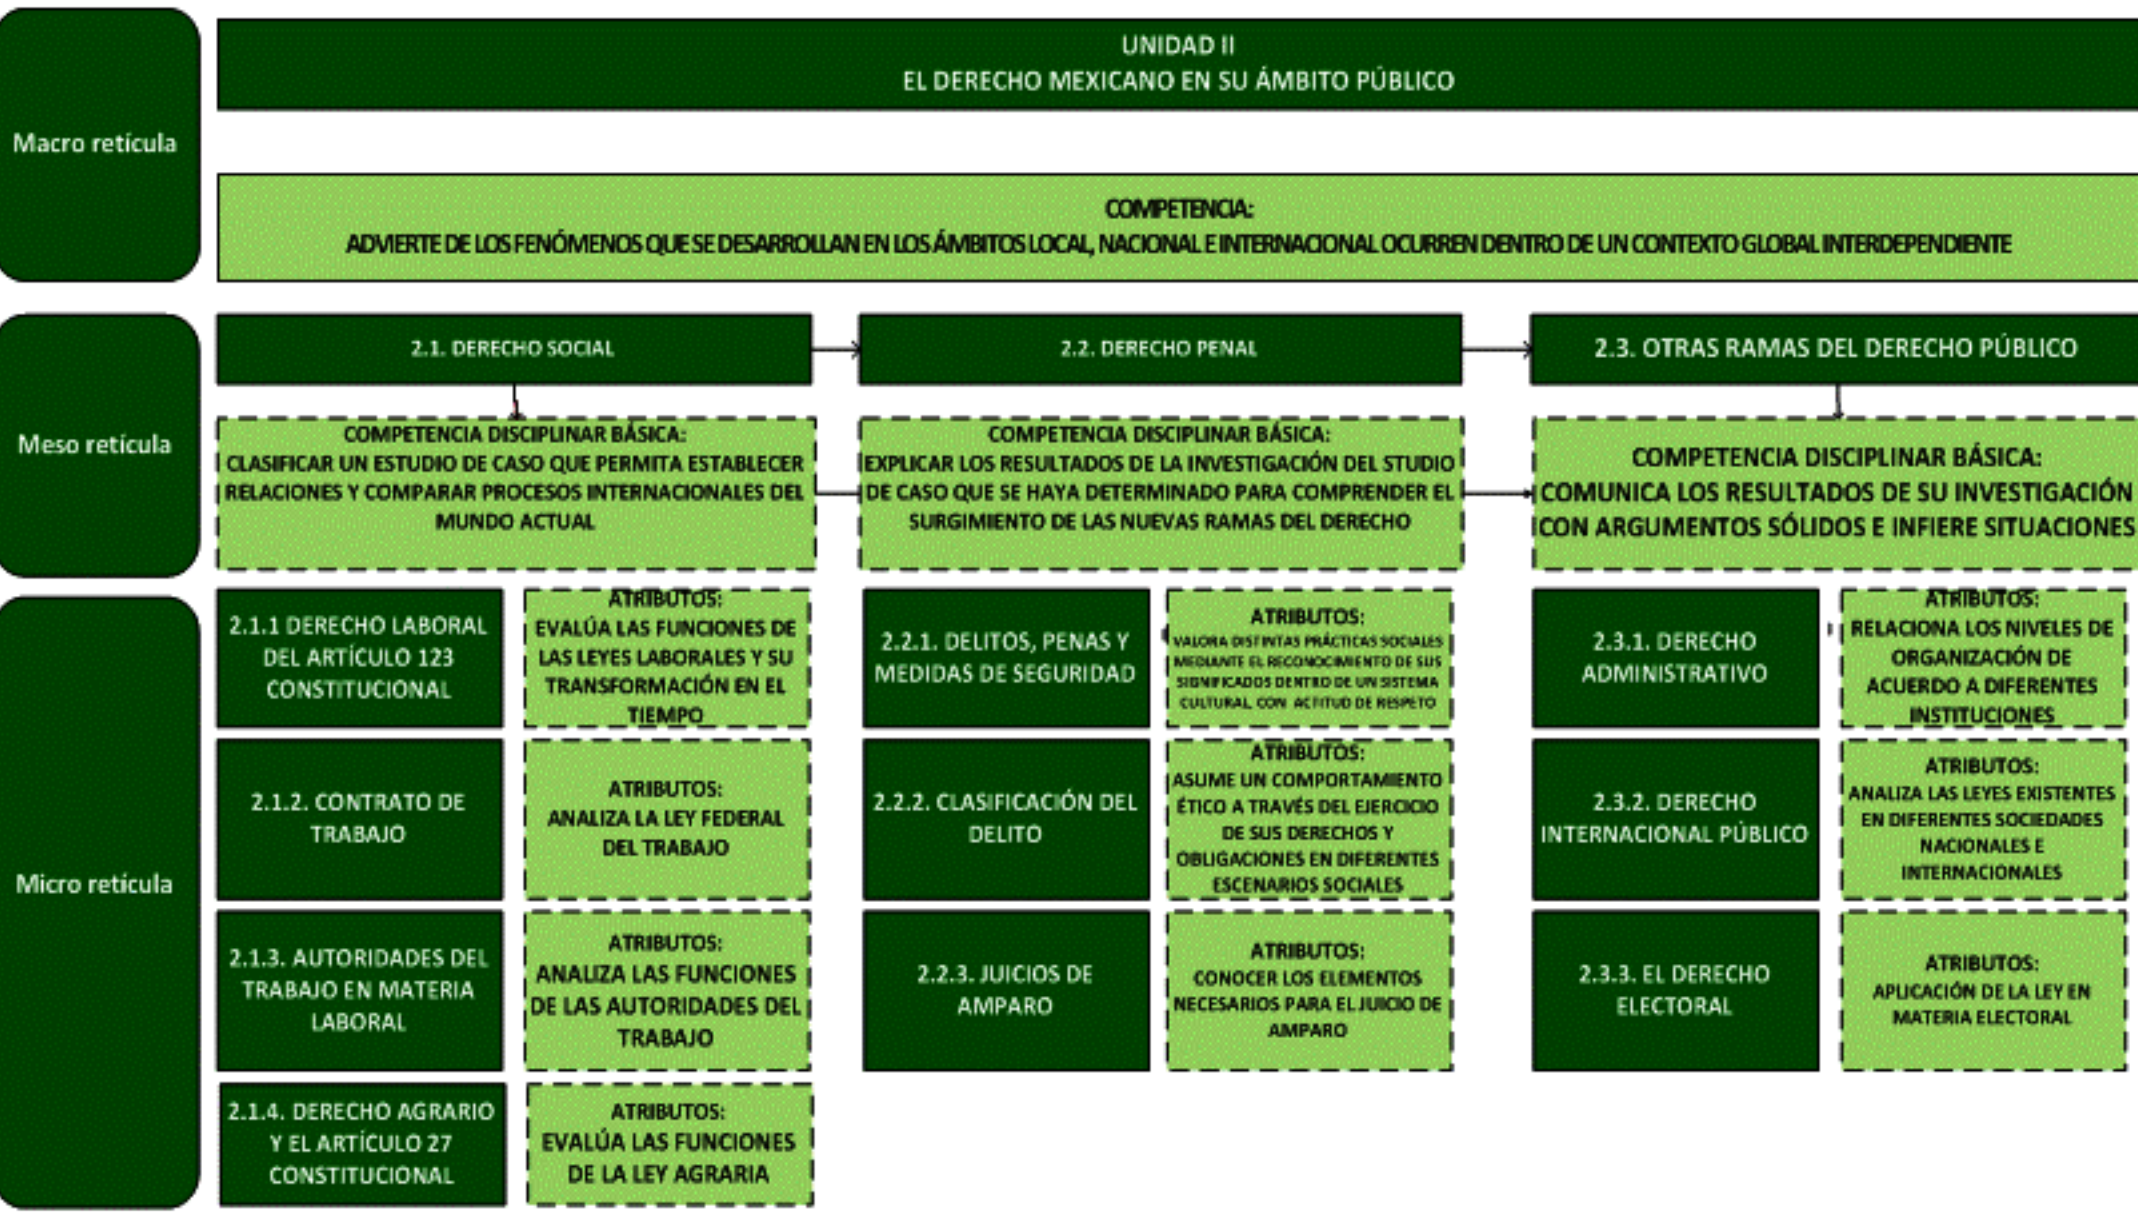 Macro retícula
UNIDAD II
EL DERECHO MEXICANO EN SU ÁMBITO PÚBLICO
COMPETENCIA:
ADVIERTE DE LOS FENÓMENOS QUE SE DESARROLLAN EN LOS ÁMBITOS LOCAL, NACIONAL E INTERNACIONAL OCURREN DENTRO DE UN CONTEXTO GLOBAL INTERDEPENDIENTE
Meso retícula
2.1. DERECHO SOCIAL
2.2. DERECHO PENAL
2.3. OTRAS RAMAS DEL DERECHO PÚBLICO
COMPETENCIA DISCIPLINAR BÁSICA:
CLASIFICAR UN ESTUDIO DE CASO QUE PERMITA ESTABLECER
RELACIONES Y COMPARAR PROCESOS INTERNACIONALES DEL
MUNDO ACTUAL
COMPETENCIA DISCIPLINAR BÁSICA:
EXPLICAR LOS RESULTADOS DE LA INVESTIGACIÓN DEL STUDIO
DE CASO QUE SE HAYA DETERMINADO PARA COMPRENDER EL
SURGIMIENTO DE LAS NUEVAS RAMAS DEL DERECHO
COMPETENCIA DISCIPLINAR BÁSICA:
COMUNICA LOS RESULTADOS DE SU INVESTIGACIÓN
CON ARGUMENTOS SÓLIDOS E INFIERE SITUACIONES
Micro retícula
2.1.1 DERECHO LABORAL
DEL ARTÍCULO 123
CONSTITUCIONAL
ATRIBUTOS:
EVALÚA LAS FUNCIONES DE
LAS LEYES LABORALES Y SU
TRANSFORMACIÓN EN EL
TIEMPO
2.2.1. DELITOS, PENAS Y
MEDIDAS DE SEGURIDAD
ATRIBUTOS:
VALORA DISTINTAS PRÁCTICAS SOCIALES
MEDIANTE EL RECONOCIMIENTO DE SUS
SIGNIFICADOS DENTRO DE UN SISTEMA
CULTURAL, CON ACTITUD DE RESPETO
2.3.1. DERECHO
ADMINISTRATIVO
ATRIBUTOS:
RELACIONA LOS NIVELES DE
ORGANIZACIÓN DE
ACUERDO A DIFERENTES
INSTITUCIONES
2.1.2. CONTRATO DE
TRABAJO
ATRIBUTOS:
ANALIZA LA LEY FEDERAL
DEL TRABAJO
2.2.2. CLASIFICACIÓN DEL
DELITO
ATRIBUTOS:
ASUME UN COMPORTAMIENTO
ÉTICO A TRAVÉS DEL EJERCICIO
DE SUS DERECHOS Y
OBLIGACIONES EN DIFERENTES
ESCENARIOS SOCIALES
2.3.2. DERECHO
INTERNACIONAL PÚBLICO
ATRIBUTOS:
ANALIZA LAS LEYES EXISTENTES
EN DIFERENTES SOCIEDADES
NACIONALES E
INTERNACIONALES
2.1.3. AUTORIDADES DEL
TRABAJO EN MATERIA
LABORAL
ATRIBUTOS:
ANALIZA LAS FUNCIONES
DE LAS AUTORIDADES DEL
TRABAJO
2.2.3. JUICIOS DE
AMPARO
ATRIBUTOS:
CONOCER LOS ELEMENTOS
NECESARIOS PARA EL JUICIO DE
AMPARO
2.3.3. EL DERECHO
ELECTORAL
ATRIBUTOS:
APLICACIÓN DE LA LEY EN
MATERIA ELECTORAL
2.1.4. DERECHO AGRARIO
Y EL ARTÍCULO 27
CONSTITUCIONAL
ATRIBUTOS:
EVALÚA LAS FUNCIONES
DE LA LEY AGRARIA